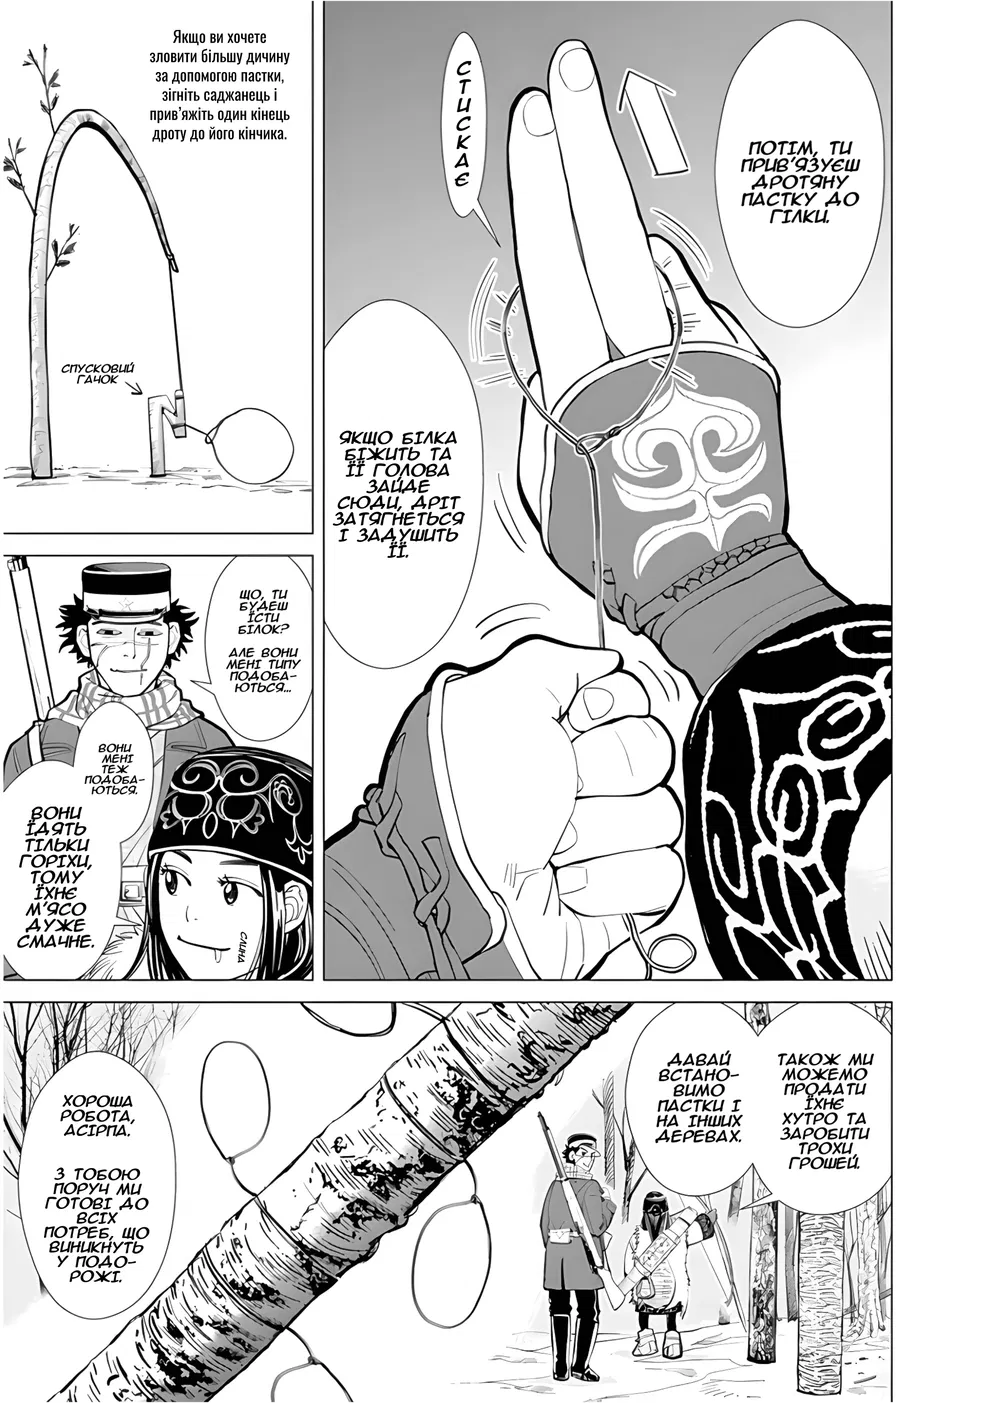 ПОТІМ, ТИ
ПРИВ'ЯЗУЄШ
ДРОТЯНУ
ПАСТКУ ДО
ГІЛКИ.
СТИСКАЄ
ЯКЩО БІЛКА
БІЖИТЬ ТА
ЇЇ ГОЛОВА
ЗАЙДЕ
СЮДИ, ДРІТ
ЗАТЯГНЕТЬСЯ
І ЗАДУШИТЬ
ЇЇ.
Якщо ви хочете
зловити більшу дичину
за допомогою пастки,
зігніть саджанець і
прив'яжіть один кінець
дроту до його кінчика.
СПУСКОВИЙ
ГАЧОК
ЩО, ТИ
БУДЕШ
ЇСТИ
БІЛОК?
АЛЕ ВОНИ
МЕНІ ТИПУ
ПОДОБА-
ЮТЬСЯ...
ВОНИ
МЕНІ
ТЕЖ
ПОДОБА-
ЮТЬСЯ.
ВОНИ
ЇДЯТЬ
ТІЛЬКИ
ГОРІХИ,
ТОМУ
ЇХНЄ
М'ЯСО
ДУЖЕ
СМАЧНЕ.
СЛИНА
ТАКОЖ МИ
МОЖЕМО
ПРОДАТИ
ЇХНЄ
ХУТРО ТА
ЗАРОБИТИ
ТРОХИ
ГРОШЕЙ.
ДАВАЙ
ВСТАНО-
ВИМО
ПАСТКИ І
НА ІНШИХ
ДЕРЕВАХ.
ХОРОША
РОБОТА,
АСІРПА.
З ТОБОЮ
ПОРУЧ МИ
ГОТОВІ ДО
ВСІХ
ПОТРЕБ, ЩО
ВИНИКНУТЬ
У ПОДО-
РОЖІ.